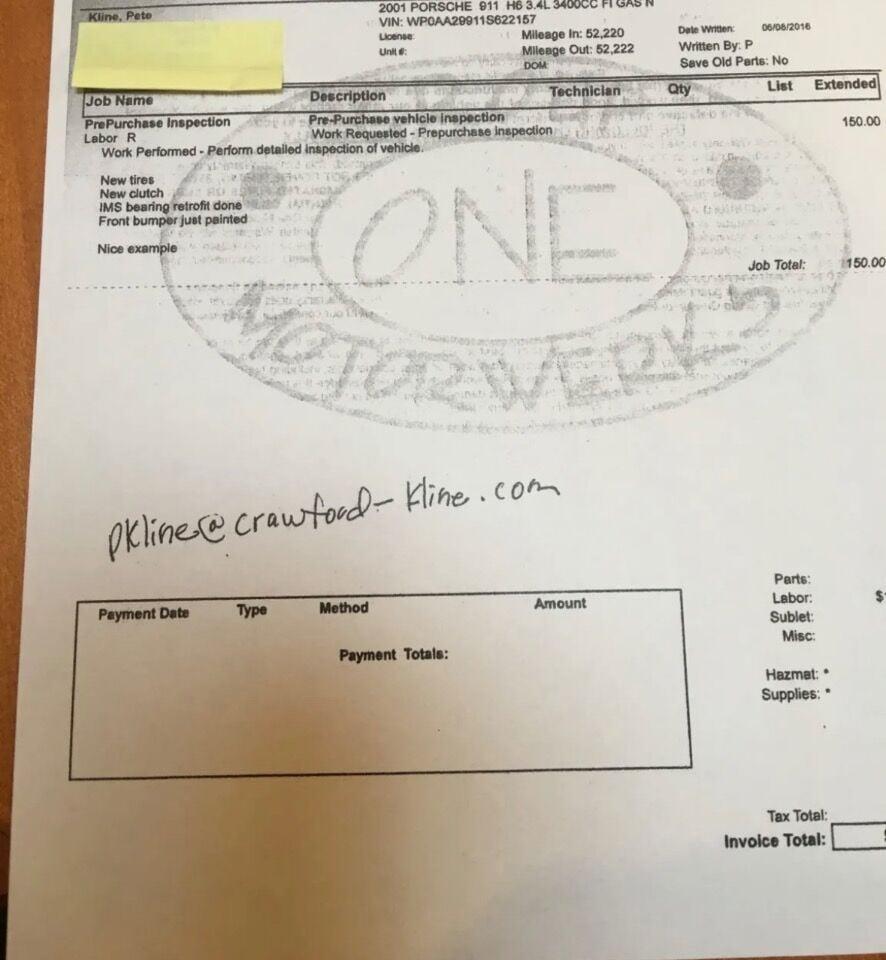 Kline, Pete
2001 PORSCHE 911 H6 3.4L 3400CC FI GAS N
VIN: WP0AA29911S622157
License:
Mileage In: 52,220
Date Written: 06/06/2016
Unit #:
Mileage Out: 52,222
Written By: P
DOM:
Save Old Parts: No
Job Name Description Technician Qty List Extended
PrePurchase Inspection Pre-Purchase vehicle inspection 150.00
Labor R Work Requested - Prepurchase Inspection
Work Performed - Perform detailed inspection of vehicle.
New tires
New clutch
IMS bearing retrofit done
Front bumper just painted
Nice example
ONE
MOTORWERKS
Job Total: 150.00
pkline@crawford-kline.com
Payment Date Type Method Amount
Payment Totals:
Parts:
Labor: $
Sublet:
Misc:
Hazmat: *
Supplies: *
Tax Total:
Invoice Total: